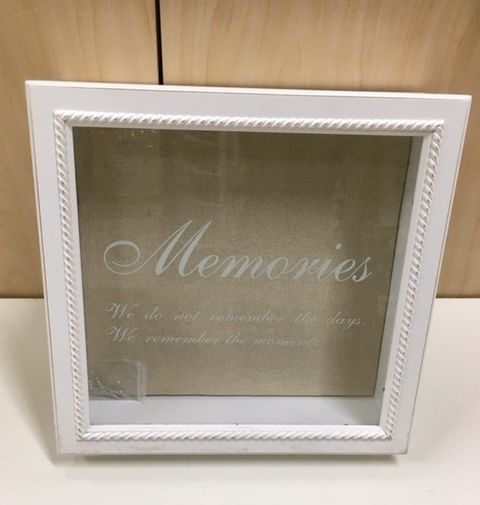 Memories
We do not remember the days.
We remember the moments